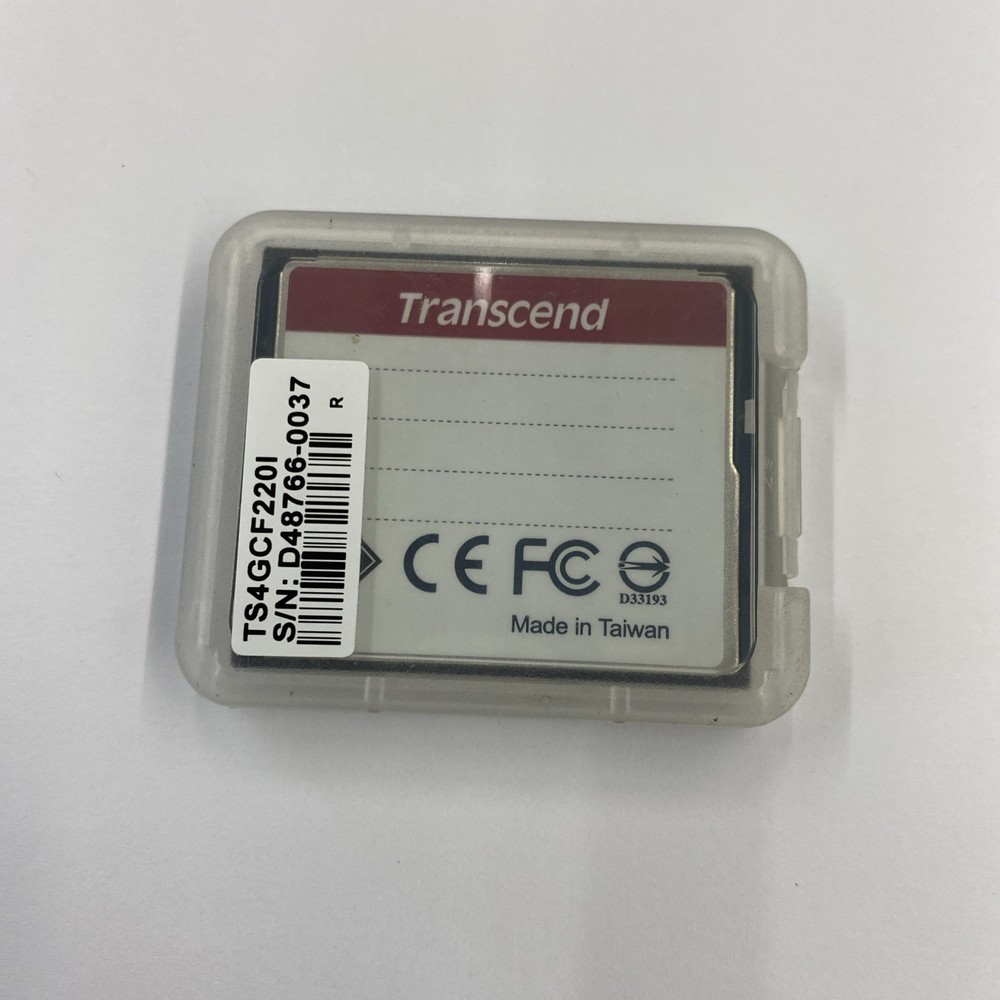 Transcend
TS4GCF220I
S/N: D48766-0037
R
CE FC
D33193
Made in Taiwan